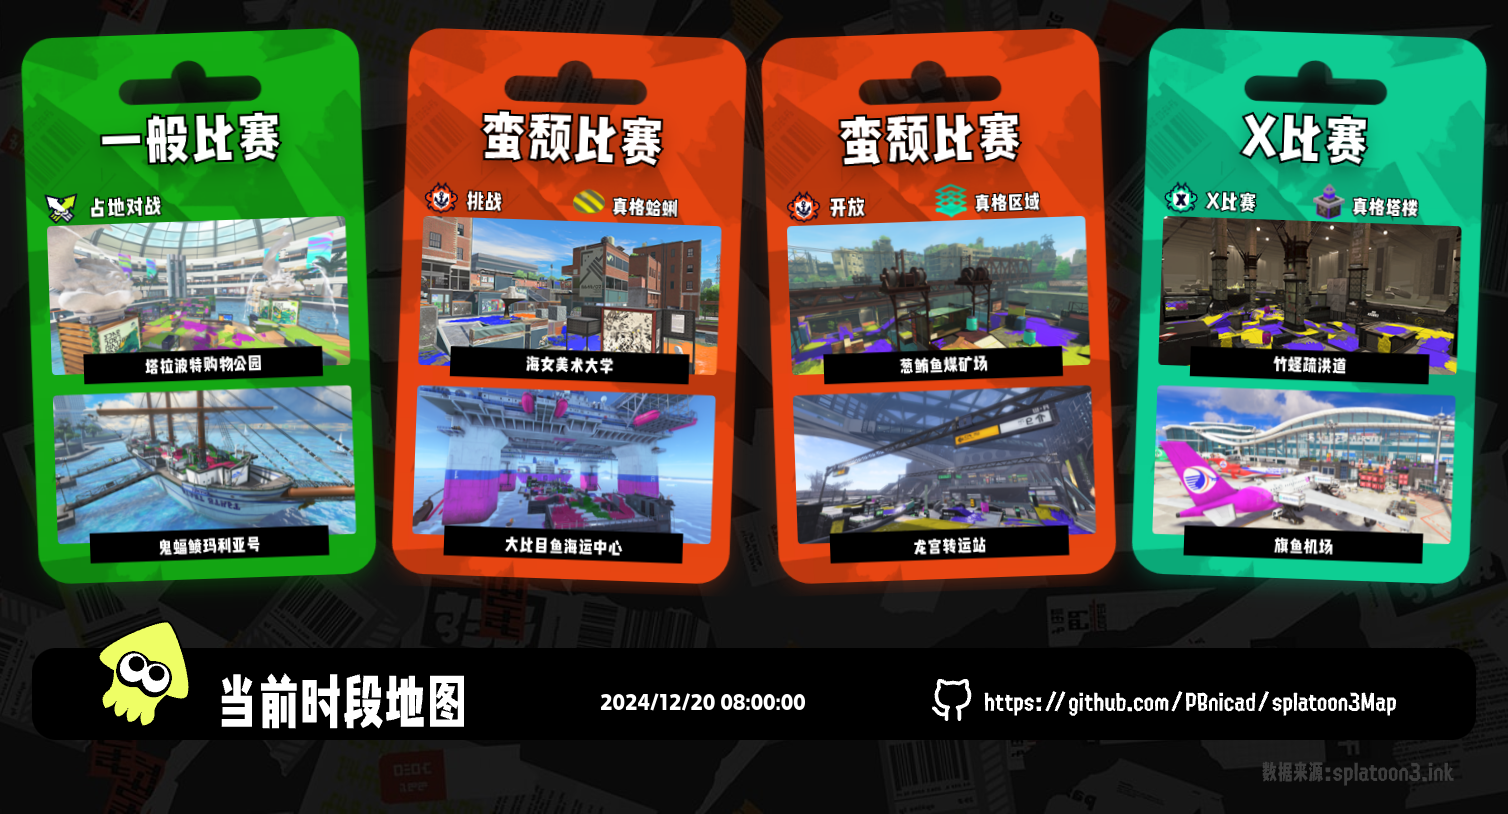 一般比赛
占地对战
塔拉波特购物公园
鬼蝠鲼玛利亚号
蛮颓比赛
挑战
真格蛤蜊
海女美术大学
大比目鱼海运中心
蛮颓比赛
开放
真格区域
葱鲔鱼煤矿场
龙宫转运站
X比赛
X比赛
真格塔楼
竹蛏疏洪道
旗鱼机场
当前时段地图
2024/12/20 08:00:00
https://github.com/PBnicad/splatoon3Map
数据来源:splatoon3.ink